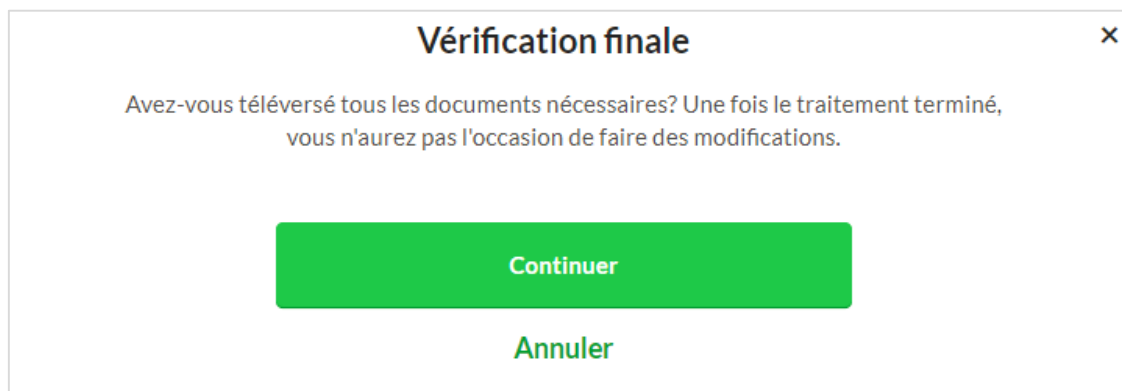 Vérification finale
×
Avez-vous téléversé tous les documents nécessaires? Une fois le traitement terminé,
vous n'aurez pas l'occasion de faire des modifications.
Continuer
Annuler